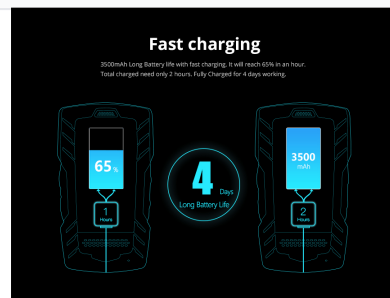 Fast charging
3500mAh Long Battery life with fast charging. It will reach 65% in an hour.
Total charged need only 2 hours. Fully Charged for 4 days working.
65 %
1
Hours
4
Days
Long Battery Life
3500
mAh
2
Hours